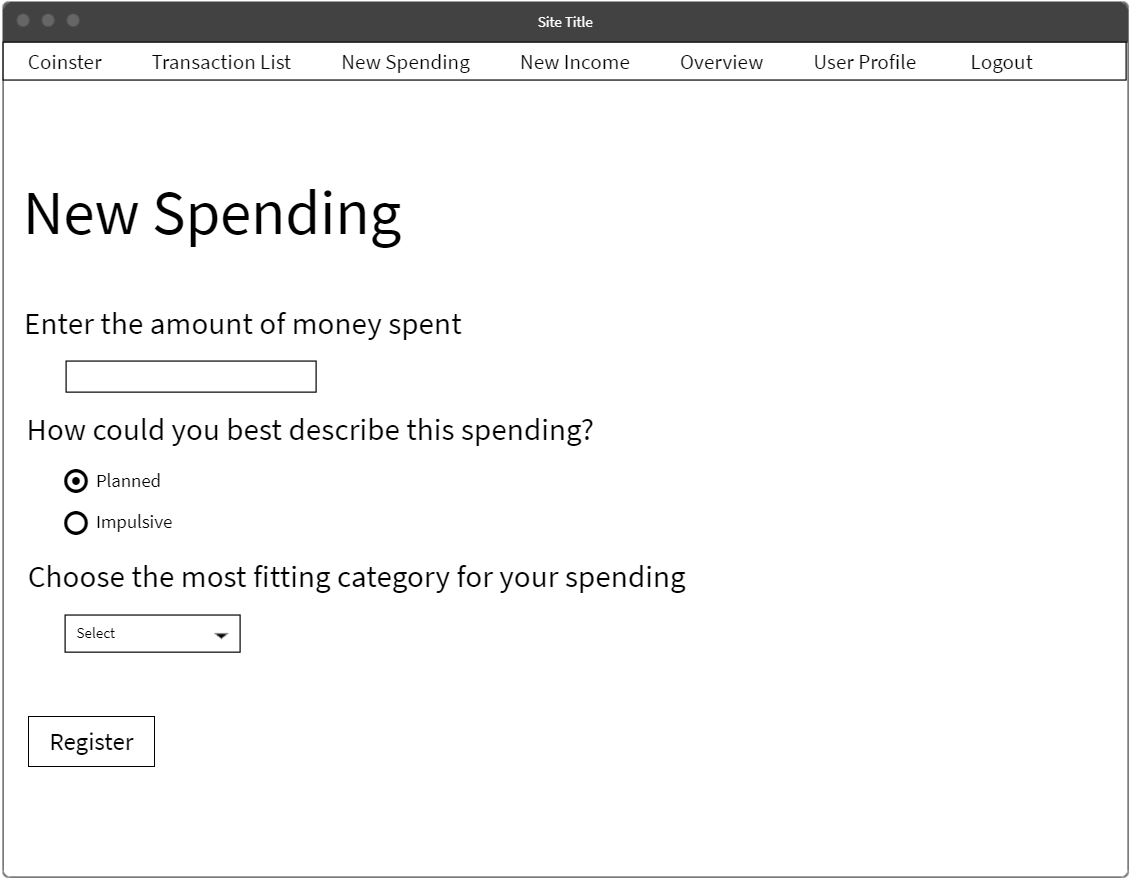 Site Title
Coinster Transaction List New Spending New Income Overview User Profile Logout
New Spending
Enter the amount of money spent
How could you best describe this spending?
Planned
Impulsive
Choose the most fitting category for your spending
Select
Register